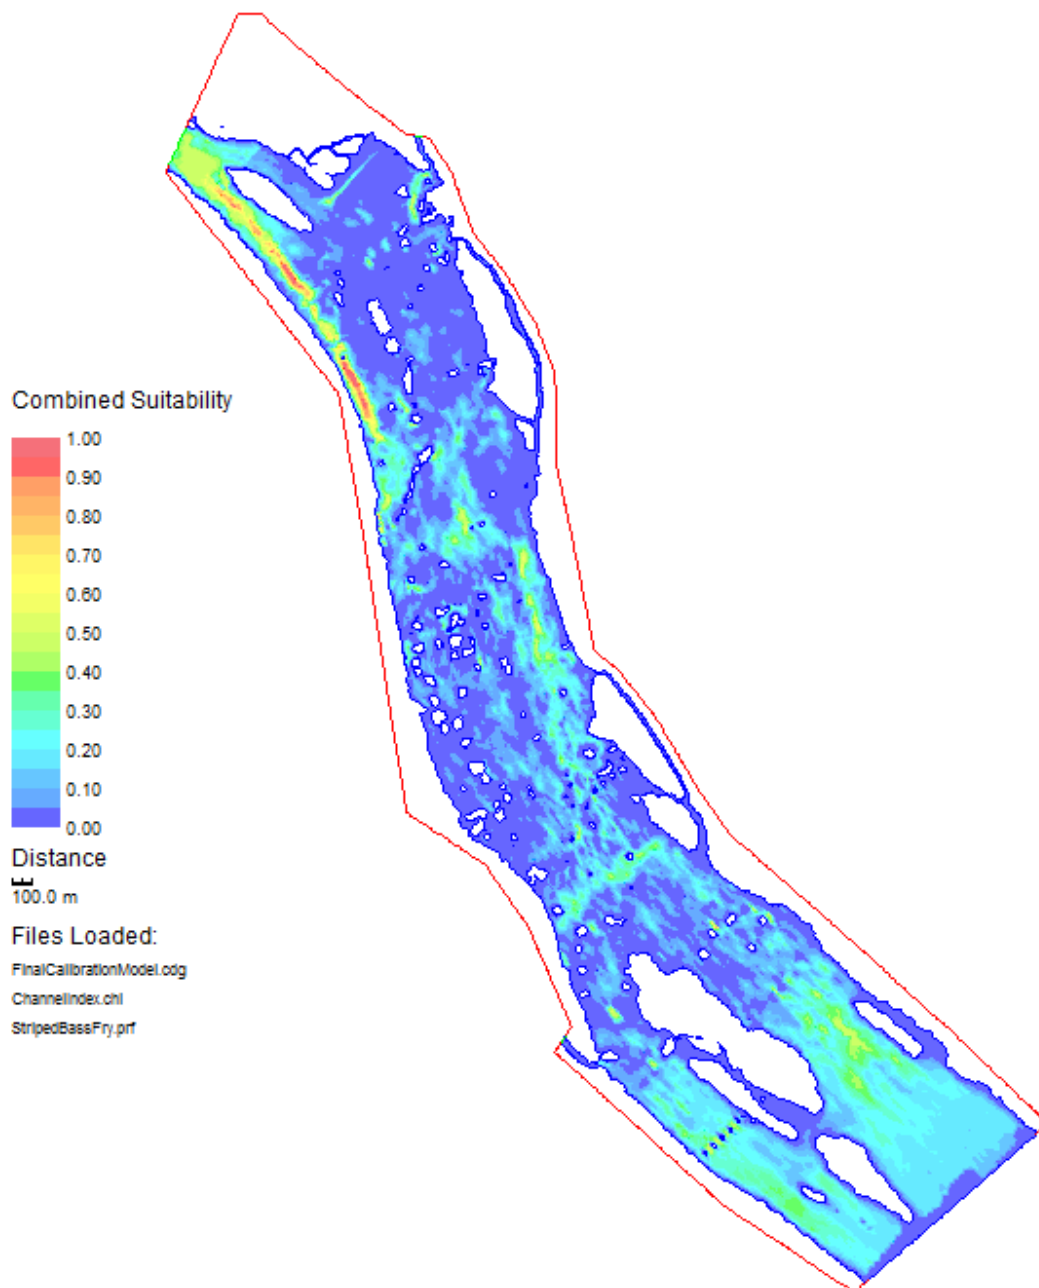 Combined Suitability
1.00
0.90
0.80
0.70
0.60
0.50
0.40
0.30
0.20
0.10
0.00
Distance
100.0 m
Files Loaded:
FinalCalibrationModel.cdg
ChannelIndex.chi
StripedBassFry.prf